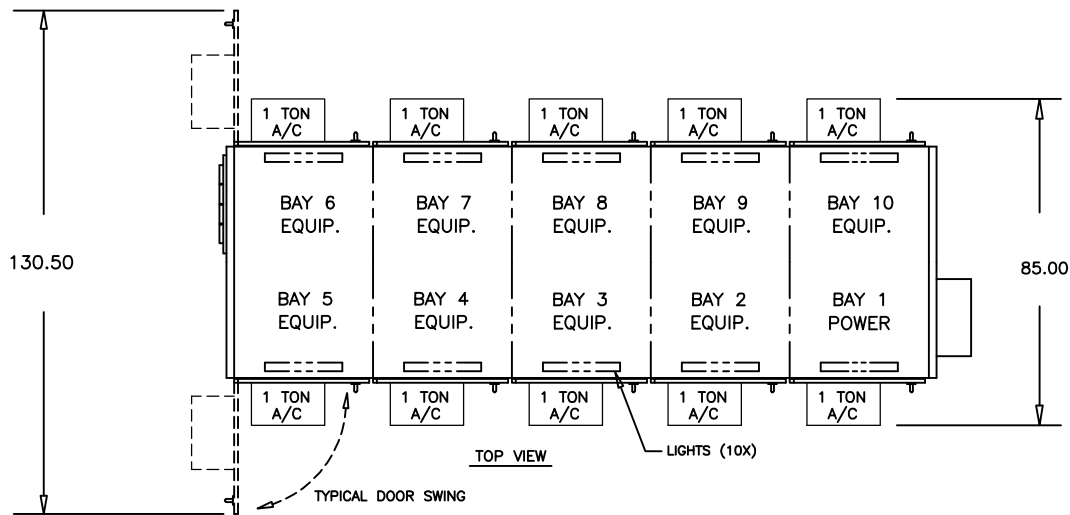 1 TON
A/C
1 TON
A/C
1 TON
A/C
1 TON
A/C
1 TON
A/C
BAY 6
EQUIP.
BAY 7
EQUIP.
BAY 8
EQUIP.
BAY 9
EQUIP.
BAY 10
EQUIP.
130.50
85.00
BAY 5
EQUIP.
BAY 4
EQUIP.
BAY 3
EQUIP.
BAY 2
EQUIP.
BAY 1
POWER
1 TON
A/C
1 TON
A/C
1 TON
A/C
1 TON
A/C
1 TON
A/C
LIGHTS (10X)
TOP VIEW
TYPICAL DOOR SWING